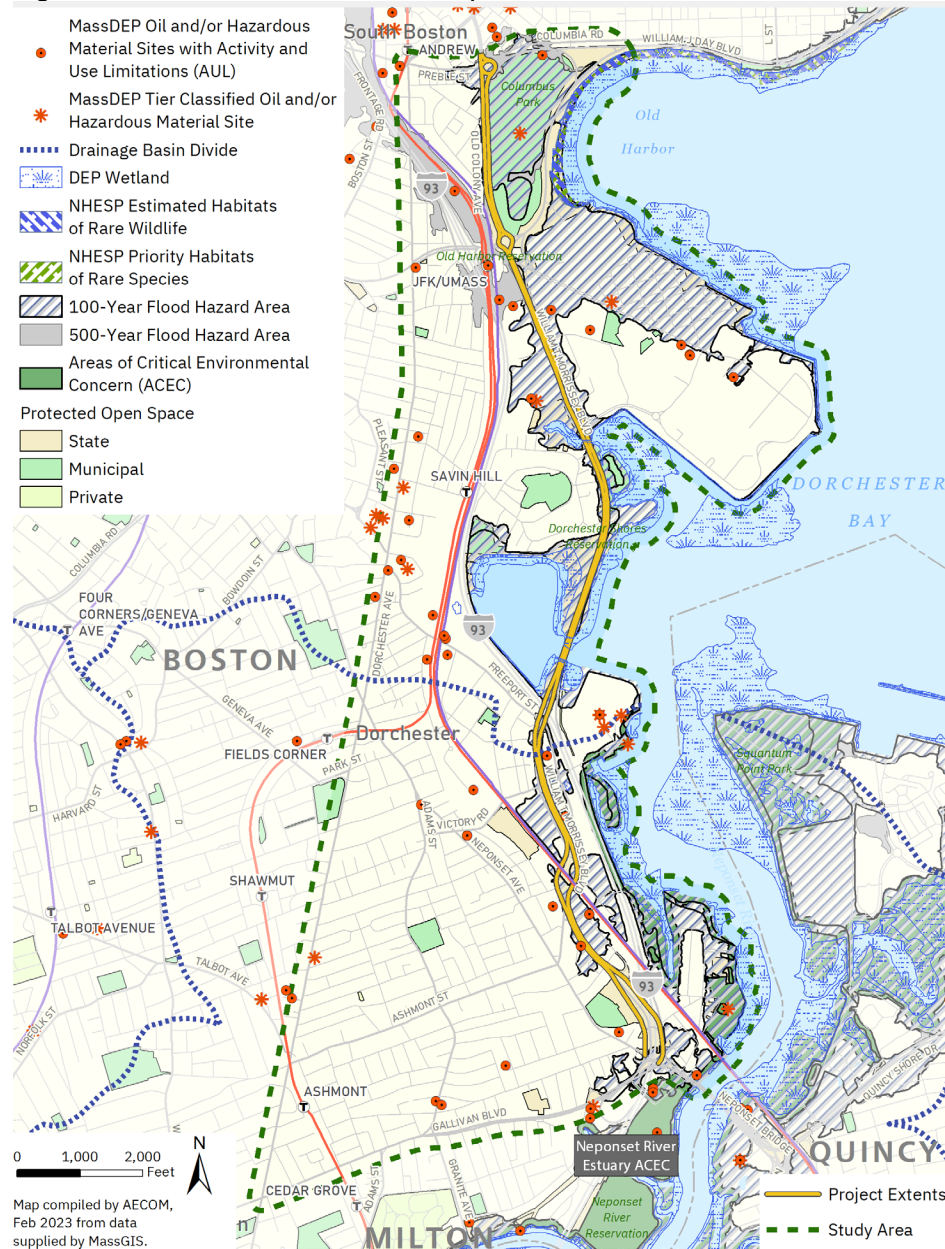 MassDEP Oil and/or Hazardous
Material Sites with Activity and
Use Limitations (AUL)
MassDEP Tier Classified Oil and/or
Hazardous Material Site
Drainage Basin Divide
DEP Wetland
NHESP Estimated Habitats
of Rare Wildlife
NHESP Priority Habitats
of Rare Species
100-Year Flood Hazard Area
500-Year Flood Hazard Area
Areas of Critical Environmental
Concern (ACEC)
Protected Open Space
State
Municipal
Private
South Boston
ANDREW
COLUMBIA RD
WILLIAM J DAY BLVD
L ST
PREBLE ST
FRONTAGE RD
Columbus
Park
Old
Harbor
BOSTON ST
OLD COLONY AVE
93
Old Harbor Reservation
JFK/UMASS
WILLIAM T MORRISSEY BLVD
PLEASANT ST
SAVIN HILL
DORCHESTER
BAY
Dorchester Shores
Reservation
COLUMBIA RD
BOWDOIN ST
FOUR
CORNERS/GENEVA
AVE
93
DORCHESTER AVE
BOSTON
FREEPORT ST
GENEVA AVE
Dorchester
FIELDS CORNER
PARK ST
Squantum
Point Park
HARVARD ST
ADAMS ST
VICTORY RD
WILLIAM T MORRISSEY BLVD
NEPONSET AVE
SHAWMUT
TALBOT AVENUE
TALBOT AVE
93
ASHMONT ST
NORFOLK ST
QUINCY SHORE DR
ASHMONT
GALLIVAN BLVD
NEPONSET BRIDGE
QUINCY
Neponset River
Estuary ACEC
N
0 1,000 2,000
Feet
CEDAR GROVE
ADAMS ST
GRANITE AVE
Neponset
River
Reservation
Map compiled by AECOM,
Feb 2023 from data
supplied by MassGIS.
MILTON
Project Extents
Study Area